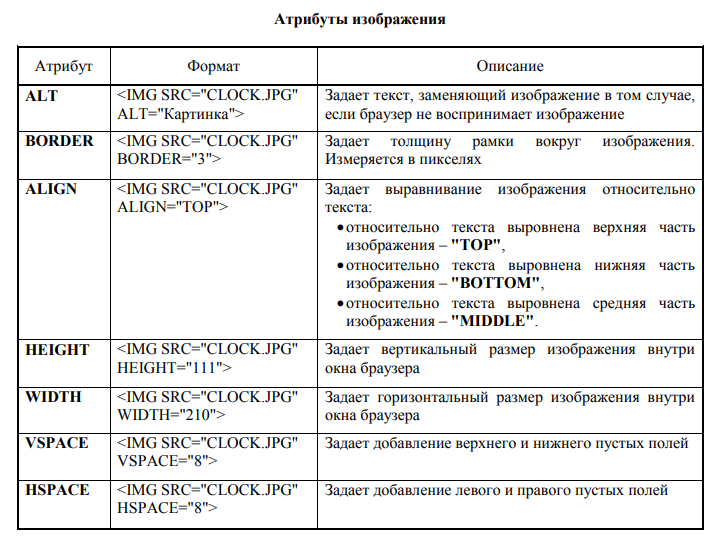 Атрибуты изображения
Атрибут
Формат
Описание
ALT
<IMG SRC="CLOCK.JPG"
ALT="Картинка">
Задает текст, заменяющий изображение в том случае,
если браузер не воспринимает изображение
BORDER
<IMG SRC="CLOCK.JPG"
BORDER="3">
Задает толщину рамки вокруг изображения.
Измеряется в пикселях
ALIGN
<IMG SRC="CLOCK.JPG"
ALIGN="TOP">
Задает выравнивание изображения относительно
текста:
•относительно текста выровнена верхняя часть
изображения – "TOP",
•относительно текста выровнена нижняя часть
изображения – "BOTTOM",
•относительно текста выровнена средняя часть
изображения – "MIDDLE".
HEIGHT
<IMG SRC="CLOCK.JPG"
HEIGHT="111">
Задает вертикальный размер изображения внутри
окна браузера
WIDTH
<IMG SRC="CLOCK.JPG"
WIDTH="210">
Задает горизонтальный размер изображения внутри
окна браузера
VSPACE
<IMG SRC="CLOCK.JPG"
VSPACE="8">
Задает добавление верхнего и нижнего пустых полей
HSPACE
<IMG SRC="CLOCK.JPG"
HSPACE="8">
Задает добавление левого и правого пустых полей